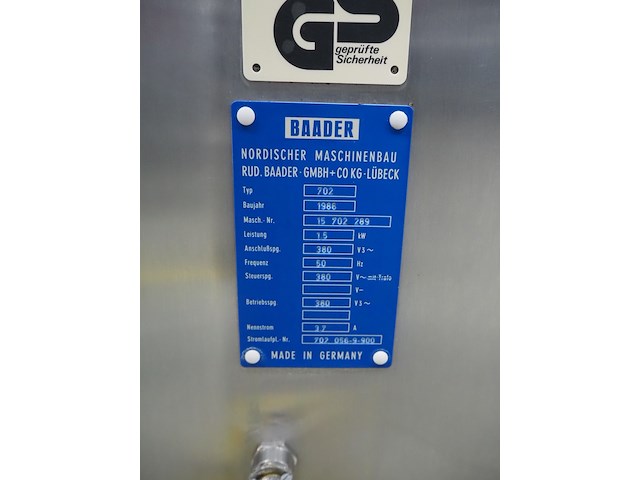 GS
geprüfte
Sicherheit
BAADER
NORDISCHER MASCHINENBAU
RUD. BAADER · GMBH+CO KG · LÜBECK
Typ 702
Baujahr 1986
Masch.-Nr. 15 702 289
Leistung 1.5 kW
Anschlußspg. 380 V3~
Frequenz 50 Hz
Steuerspg. 380 V~
V–
Betriebsspg. 380 V3~
Nennstrom 3.7 A
Stromlaufpl.-Nr. 702 056-9-900
MADE IN GERMANY